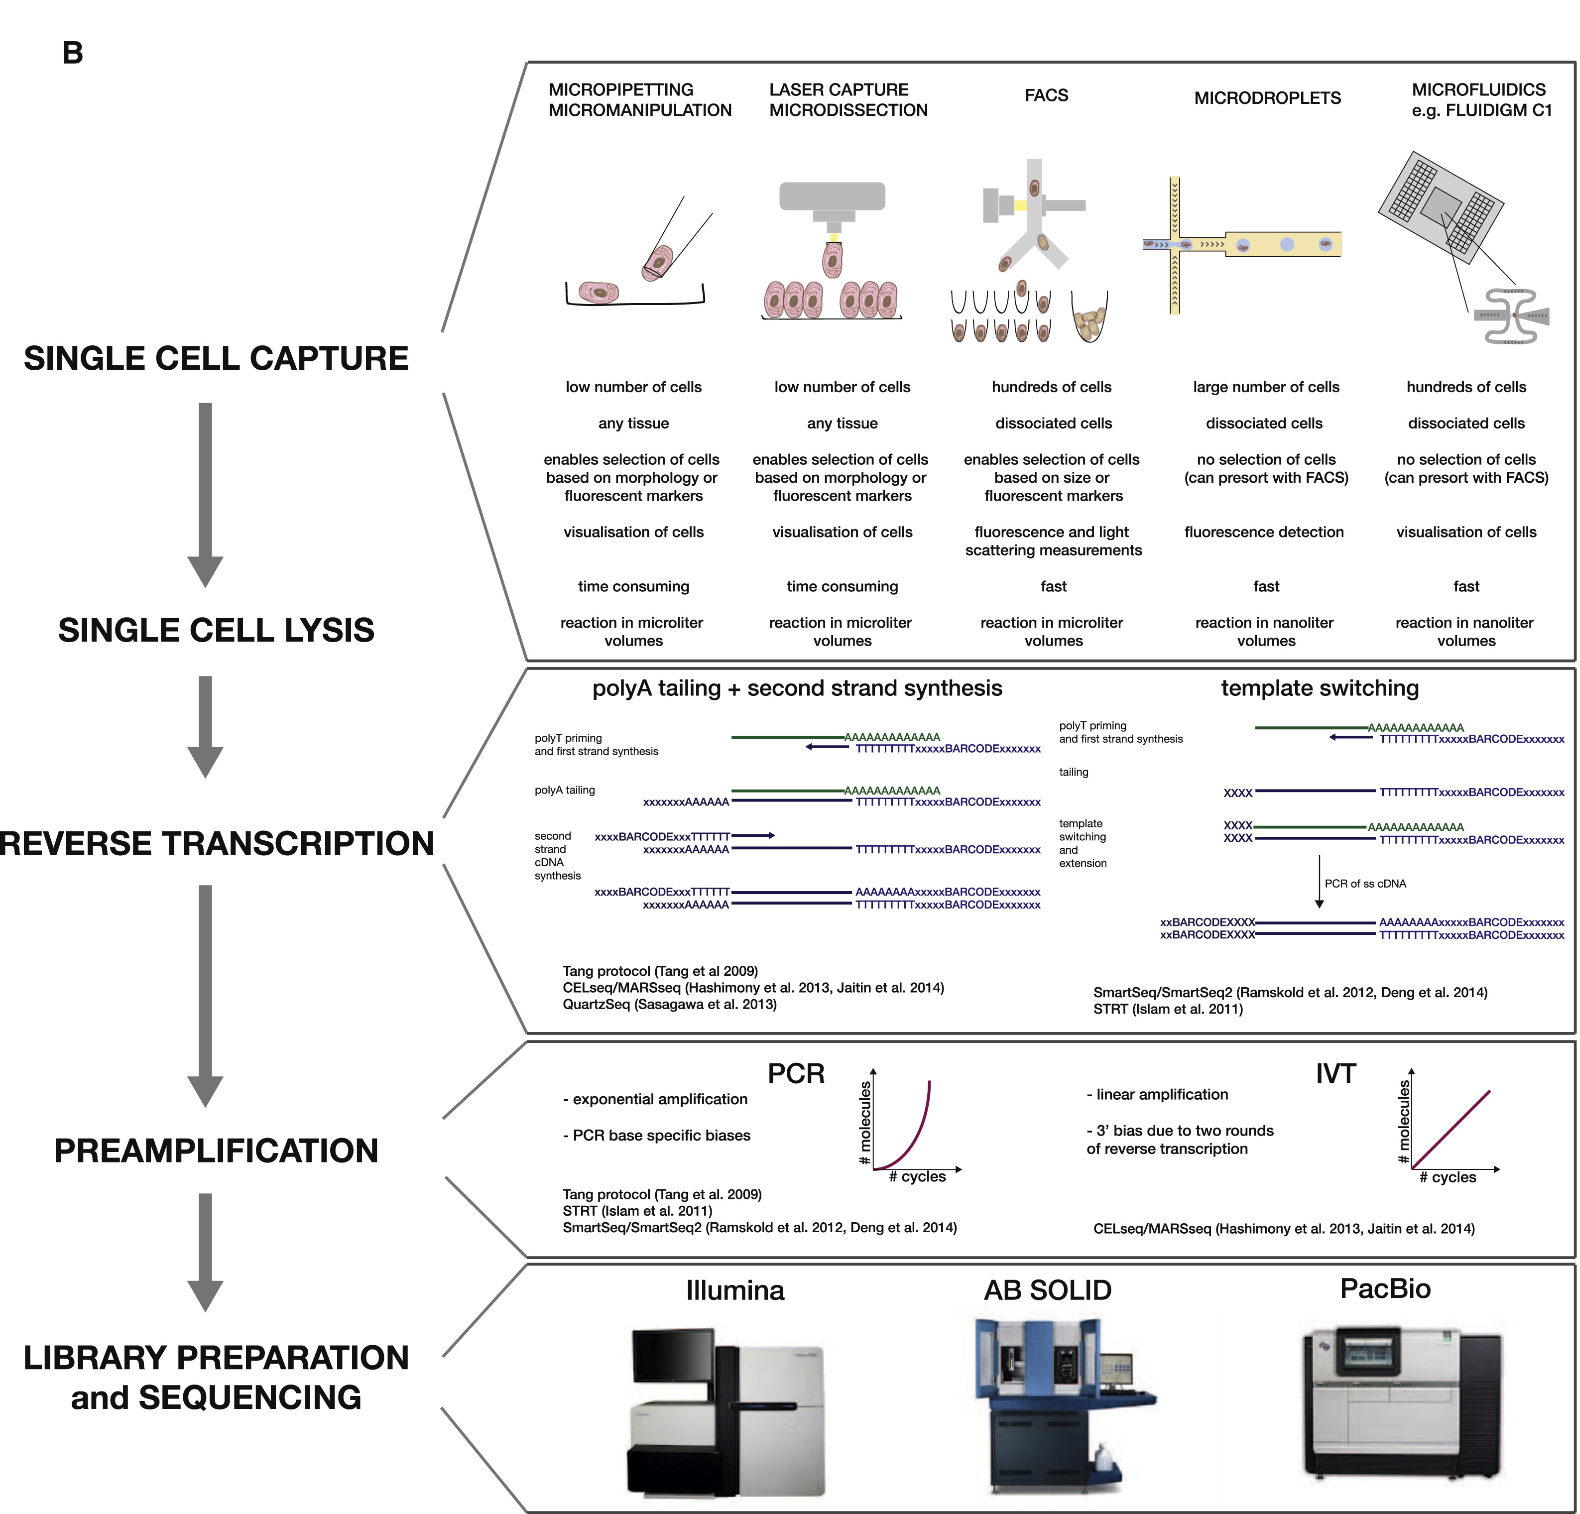 B
MICROPIPETTING
MICROMANIPULATION
LASER CAPTURE
MICRODISSECTION
FACS
MICRODROPLETS
MICROFLUIDICS
e.g. FLUIDIGM C1
SINGLE CELL CAPTURE
low number of cells
low number of cells
hundreds of cells
large number of cells
hundreds of cells
any tissue
any tissue
dissociated cells
dissociated cells
dissociated cells
enables selection of cells
based on morphology or
fluorescent markers
enables selection of cells
based on morphology or
fluorescent markers
enables selection of cells
based on size or
fluorescent markers
no selection of cells
(can presort with FACS)
no selection of cells
(can presort with FACS)
visualisation of cells
visualisation of cells
fluorescence and light
scattering measurements
fluorescence detection
visualisation of cells
time consuming
time consuming
fast
fast
fast
reaction in microliter
volumes
reaction in microliter
volumes
reaction in microliter
volumes
reaction in nanoliter
volumes
reaction in nanoliter
volumes
SINGLE CELL LYSIS
REVERSE TRANSCRIPTION
polyA tailing + second strand synthesis
polyT priming
and first strand synthesis
AAAAAAAAAAAAA
TTTTTTTTTxxxxxBARCODExxxxxxx
polyA tailing
AAAAAAAAAAAAA
xxxxxxxAAAAAA
TTTTTTTTTxxxxxBARCODExxxxxxx
second
strand
cDNA
synthesis
xxxxBARCODExxxTTTTTT
xxxxxxxAAAAAA
TTTTTTTTTxxxxxBARCODExxxxxxx
xxxxBARCODExxxTTTTTT
AAAAAAAAxxxxxBARCODExxxxxxx
xxxxxxxAAAAAA
TTTTTTTTTxxxxxBARCODExxxxxxx
Tang protocol (Tang et al 2009)
CELseq/MARSseq (Hashimony et al. 2013, Jaitin et al. 2014)
QuartzSeq (Sasagawa et al. 2013)
template switching
polyT priming
and first strand synthesis
AAAAAAAAAAAAA
TTTTTTTTTxxxxxBARCODExxxxxxx
tailing
XXXX
TTTTTTTTTxxxxxBARCODExxxxxxx
template
switching
and
extension
XXXX
AAAAAAAAAAAAA
XXXX
TTTTTTTTTxxxxxBARCODExxxxxxx
PCR of ss cDNA
xxBARCODEXXXX
AAAAAAAAxxxxxBARCODExxxxxxx
xxBARCODEXXXX
TTTTTTTTTxxxxxBARCODExxxxxxx
SmartSeq/SmartSeq2 (Ramskold et al. 2012, Deng et al. 2014)
STRT (Islam et al. 2011)
PREAMPLIFICATION
PCR
- exponential amplification
- PCR base specific biases
# molecules
# cycles
Tang protocol (Tang et al. 2009)
STRT (Islam et al. 2011)
SmartSeq/SmartSeq2 (Ramskold et al. 2012, Deng et al. 2014)
IVT
- linear amplification
- 3' bias due to two rounds
of reverse transcription
# molecules
# cycles
CELseq/MARSseq (Hashimony et al. 2013, Jaitin et al. 2014)
LIBRARY PREPARATION
and SEQUENCING
Illumina
AB SOLID
PacBio